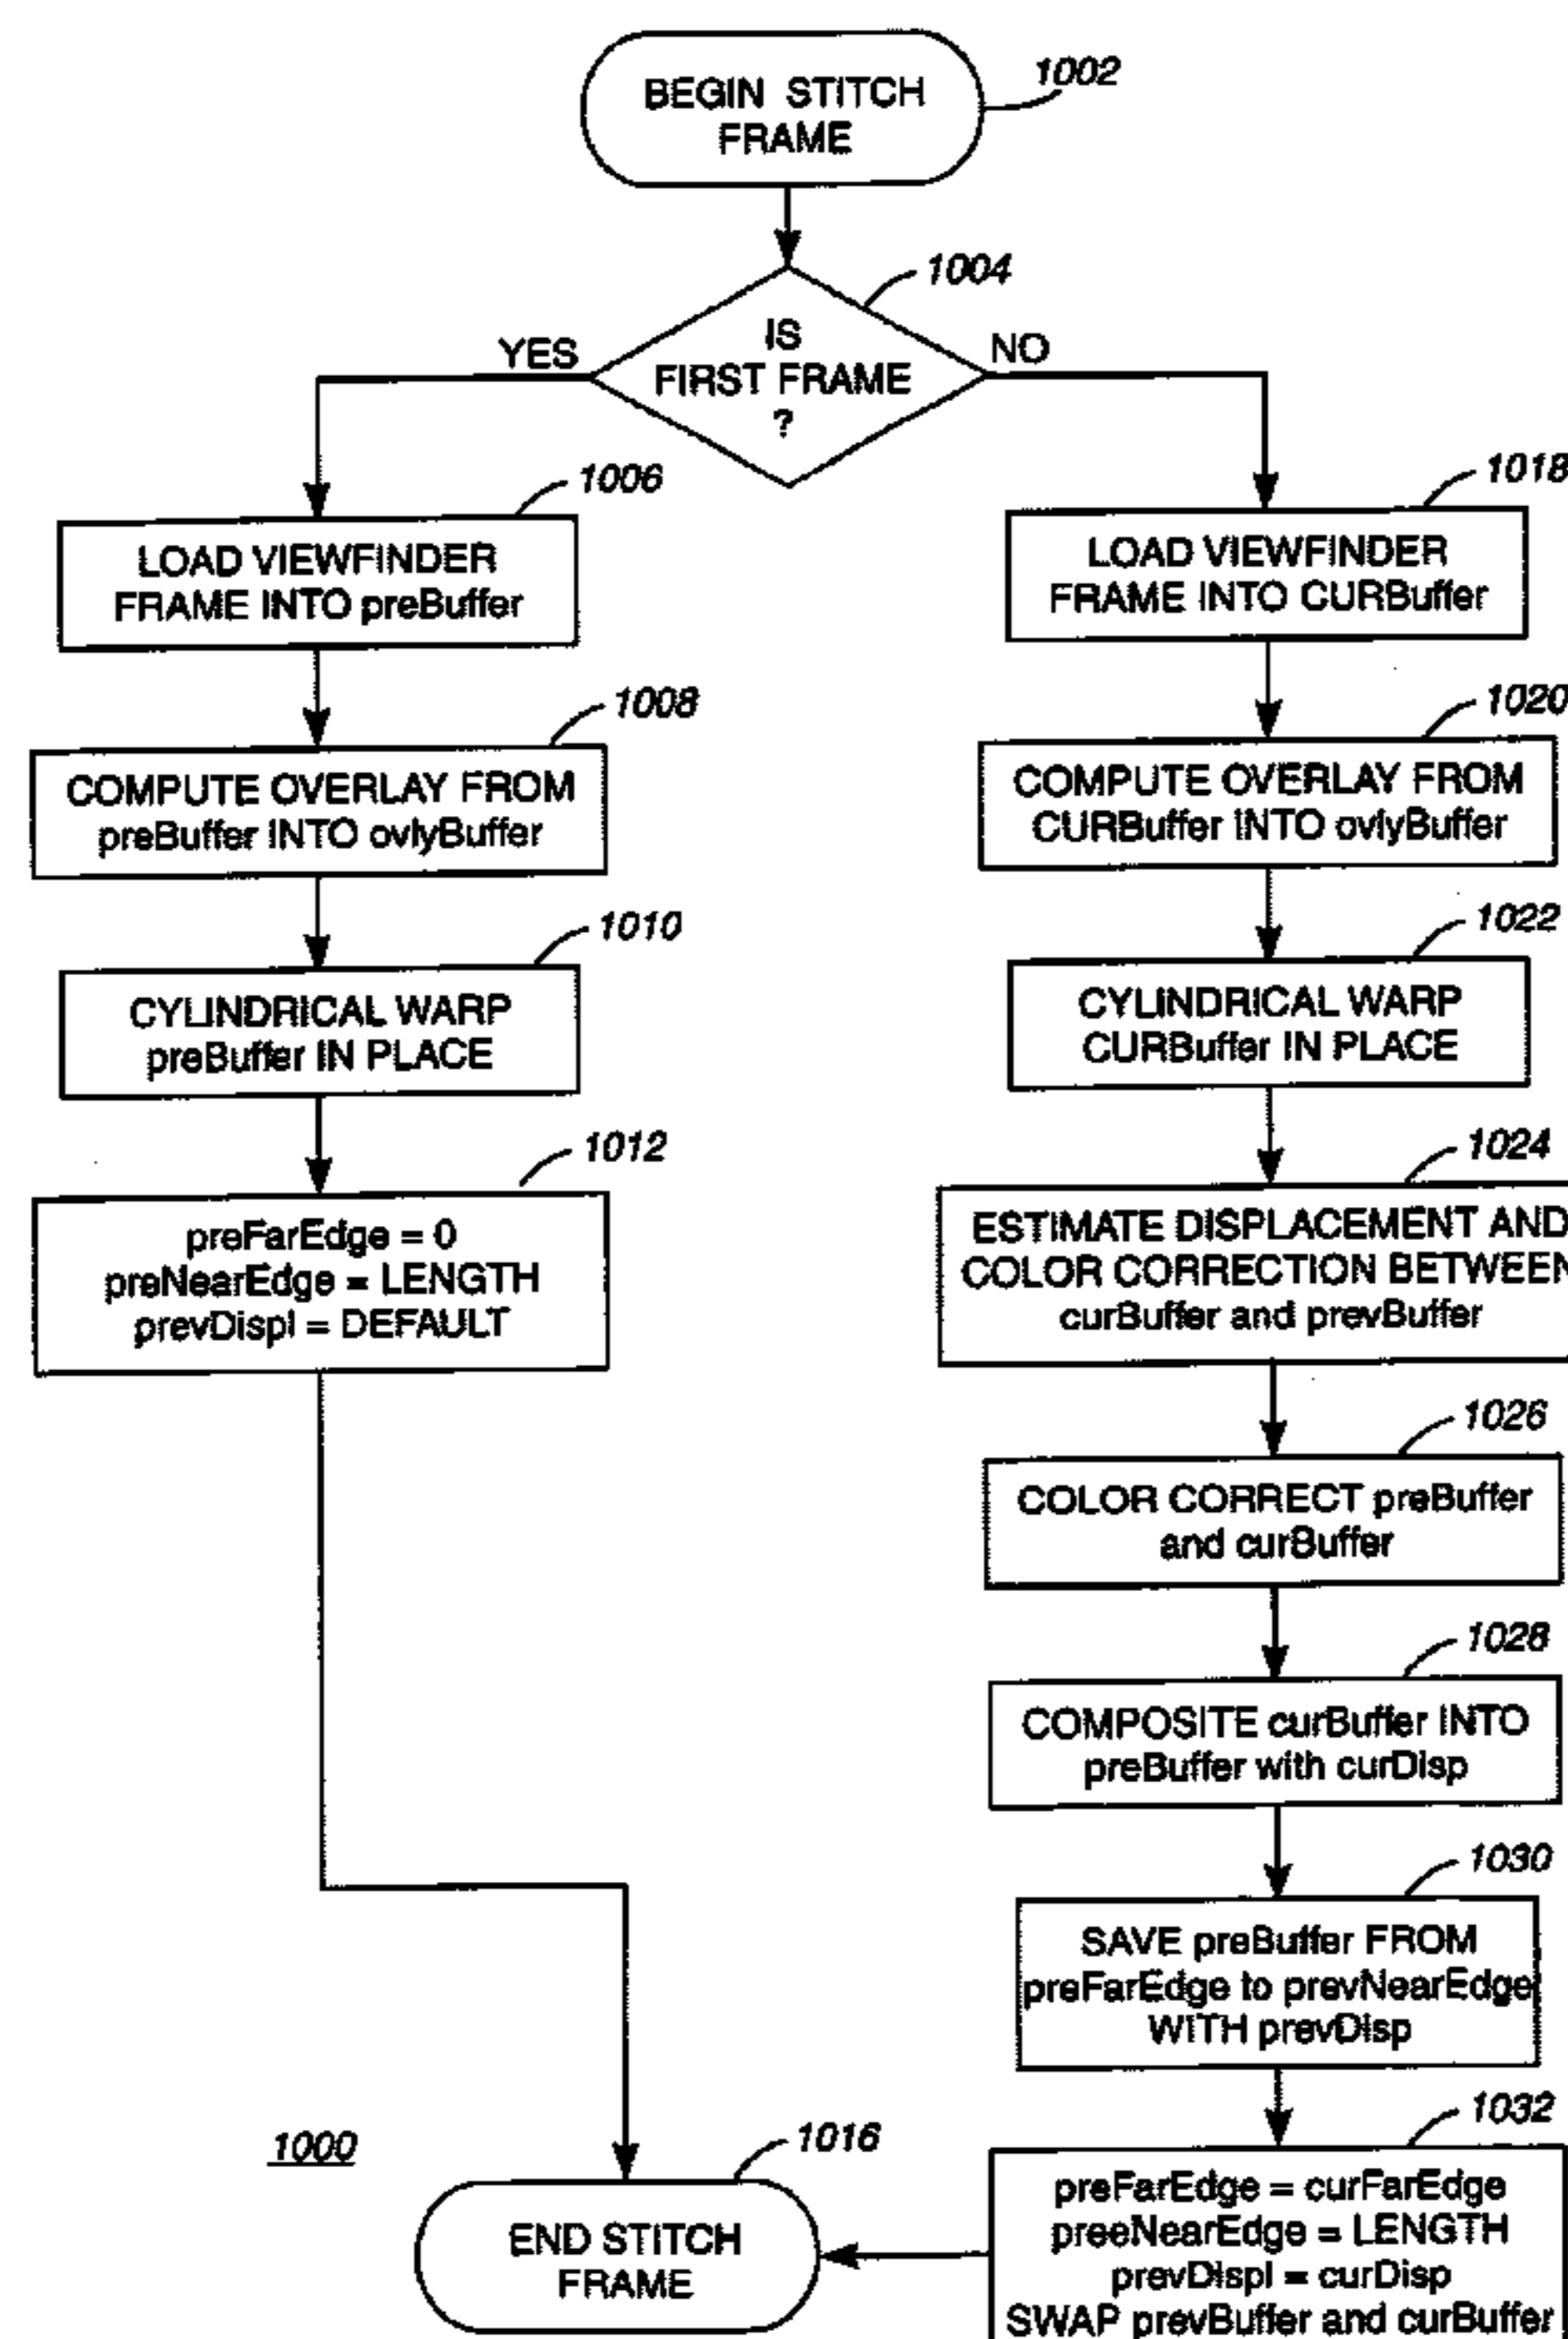 BEGIN STITCH
FRAME
1002
IS
FIRST FRAME
?
1004
YES
NO
1006
LOAD VIEWFINDER
FRAME INTO preBuffer
1008
COMPUTE OVERLAY FROM
preBuffer INTO ovlyBuffer
1010
CYLINDRICAL WARP
preBuffer IN PLACE
1012
preFarEdge = 0
preNearEdge = LENGTH
prevDispl = DEFAULT
1018
LOAD VIEWFINDER
FRAME INTO CURBuffer
1020
COMPUTE OVERLAY FROM
CURBuffer INTO ovlyBuffer
1022
CYLINDRICAL WARP
CURBuffer IN PLACE
1024
ESTIMATE DISPLACEMENT AND
COLOR CORRECTION BETWEEN
curBuffer and prevBuffer
1026
COLOR CORRECT preBuffer
and curBuffer
1028
COMPOSITE curBuffer INTO
preBuffer with curDisp
1030
SAVE preBuffer FROM
preFarEdge to prevNearEdge
WITH prevDisp
1032
preFarEdge = curFarEdge
preeNearEdge = LENGTH
prevDispl = curDisp
SWAP prevBuffer and curBuffer
1000
1016
END STITCH
FRAME